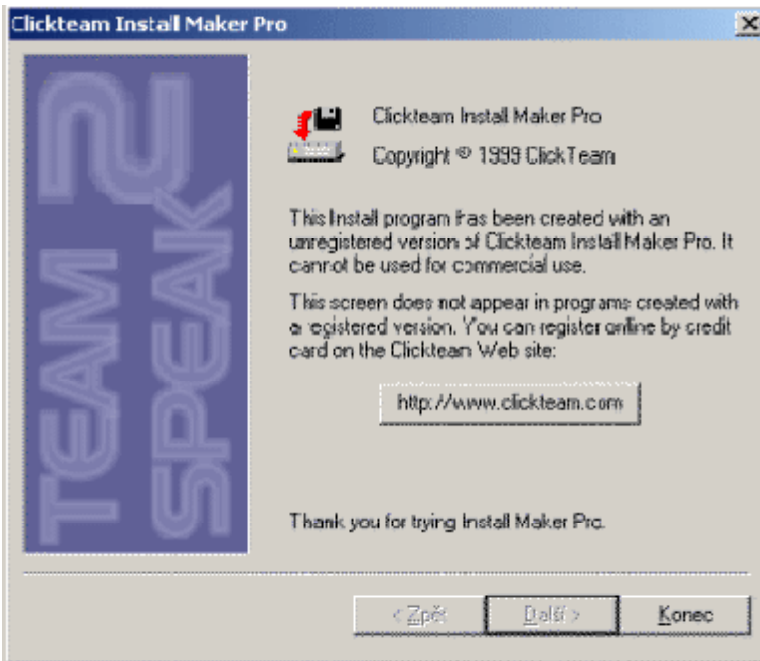 Clickteam Install Maker Pro
TEAM SPEAK 2
Clickteam Install Maker Pro
Copyright © 1999 ClickTeam
This Install program has been created with an
unregistered version of Clickteam Install Maker Pro. It
cannot be used for commercial use.
This screen does not appear in programs created with
a registered version. You can register online by credit
card on the Clickteam Web site:
http://www.clickteam.com
Thank you for trying Install Maker Pro.
< Zpět
Další >
Konec